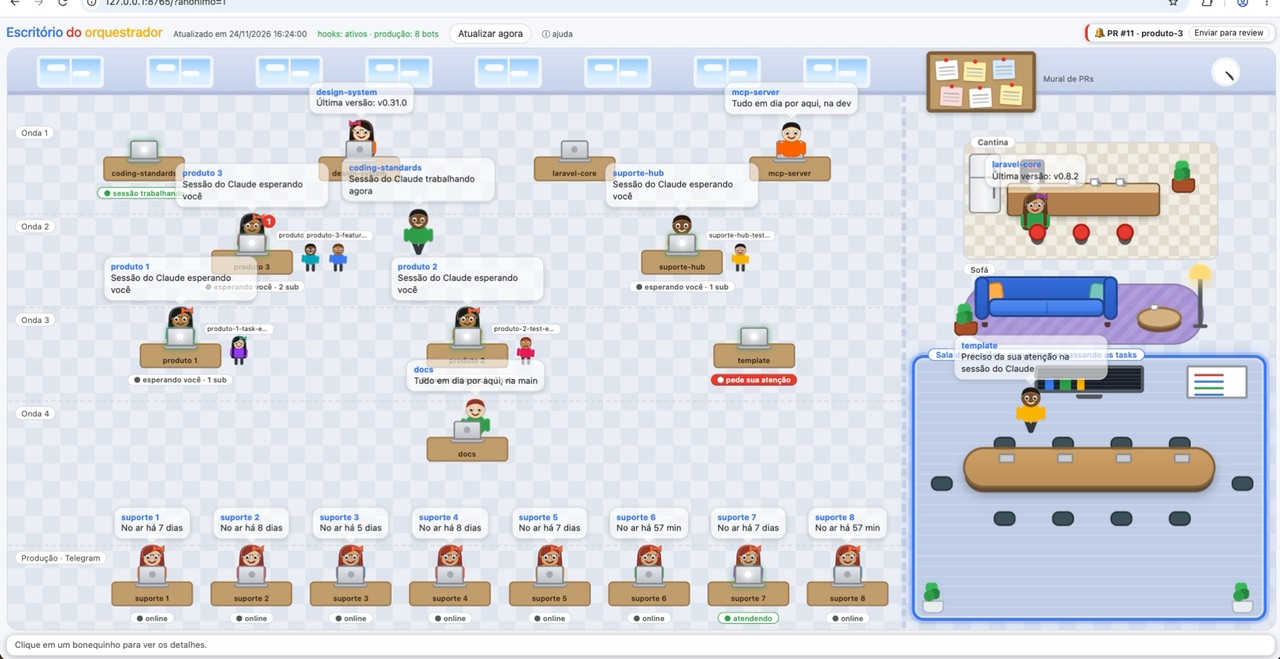 127.0.0.1:8765/?anonimo=1
Escritório do orquestrador
Atualizado em 24/11/2026 16:24:00
hooks: ativos · produção: 8 bots
Atualizar agora
ajuda
PR #11 · produto-3
Enviar para review
Mural de PRs
design-system
Última versão: v0.31.0
mcp-server
Tudo em dia por aqui, na dev
Onda 1
coding-standards
sessão trabalhan
laravel-core
mcp-server
produto 3
Sessão do Claude esperando
você
coding-standards
Sessão do Claude trabalhando
agora
suporte-hub
Sessão do Claude esperando
você
Cantina
laravel-core
Última versão: v0.8.2
Onda 2
1
produto 3
produto-3-featur...
esperando você · 2 sub
suporte-hub-test...
suporte-hub
esperando você · 1 sub
produto 1
Sessão do Claude esperando
você
produto 2
Sessão do Claude esperando
você
Sofá
Onda 3
produto-1-task-e...
produto 1
esperando você · 1 sub
produto-2-test-e...
produto 2
template
pede sua atenção
docs
Tudo em dia por aqui, na main
template
Preciso da sua atenção na
sessão do Claude
Sala
passando as tasks
Onda 4
docs
suporte 1
No ar há 7 dias
suporte 2
No ar há 8 dias
suporte 3
No ar há 5 dias
suporte 4
No ar há 8 dias
suporte 5
No ar há 7 dias
suporte 6
No ar há 57 min
suporte 7
No ar há 7 dias
suporte 8
No ar há 57 min
Produção · Telegram
suporte 1
suporte 2
suporte 3
suporte 4
suporte 5
suporte 6
suporte 7
suporte 8
online
online
online
online
online
online
atendendo
online
Clique em um bonequinho para ver os detalhes.